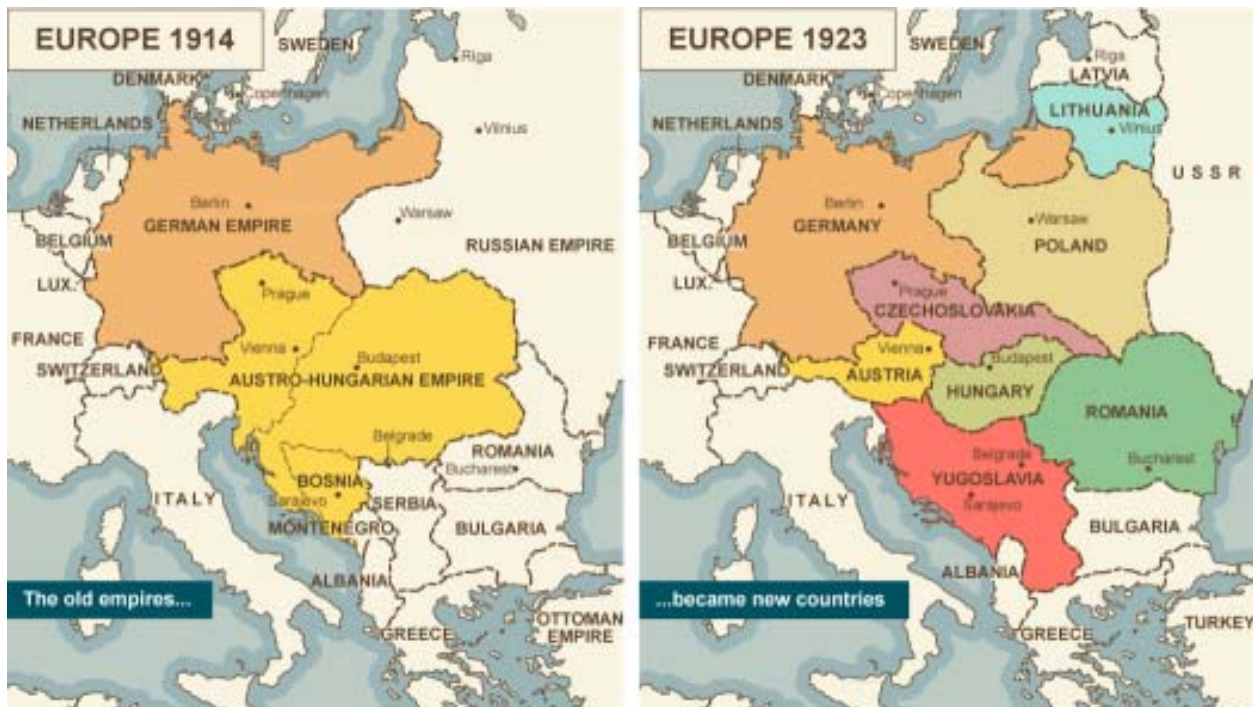 EUROPE 1914
SWEDEN
Riga
DENMARK
Copenhagen
NETHERLANDS
Vilnius
Berlin
GERMAN EMPIRE
Warsaw
BELGIUM
RUSSIAN EMPIRE
LUX.
Prague
FRANCE
Vienna
Budapest
SWITZERLAND
AUSTRO-HUNGARIAN EMPIRE
Belgrade
ROMANIA
Bucharest
BOSNIA
Sarajevo
ITALY
SERBIA
MONTENEGRO
BULGARIA
ALBANIA
The old empires...
OTTOMAN
EMPIRE
GREECE
EUROPE 1923
SWEDEN
Riga
LATVIA
DENMARK
Copenhagen
LITHUANIA
NETHERLANDS
Vilnius
USSR
Berlin
GERMANY
Warsaw
POLAND
BELGIUM
LUX.
Prague
CZECHOSLOVAKIA
FRANCE
Vienna
Budapest
SWITZERLAND
AUSTRIA
HUNGARY
ROMANIA
Belgrade
Bucharest
YUGOSLAVIA
Sarajevo
ITALY
BULGARIA
ALBANIA
...became new countries
TURKEY
GREECE